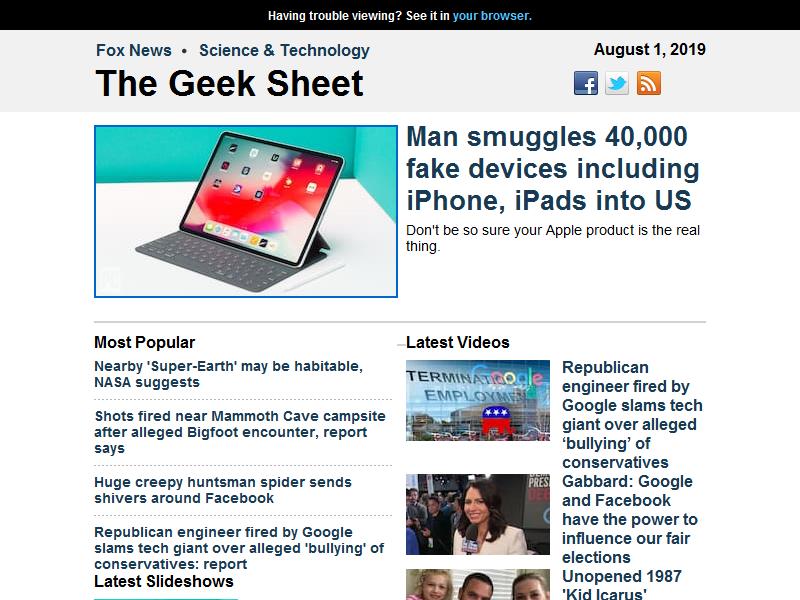 Having trouble viewing? See it in your browser.
Fox News • Science & Technology
August 1, 2019
The Geek Sheet
Man smuggles 40,000
fake devices including
iPhone, iPads into US
Don't be so sure your Apple product is the real
thing.
Most Popular
Nearby 'Super-Earth' may be habitable,
NASA suggests
Shots fired near Mammoth Cave campsite
after alleged Bigfoot encounter, report
says
Huge creepy huntsman spider sends
shivers around Facebook
Republican engineer fired by Google
slams tech giant over alleged 'bullying' of
conservatives: report
Latest Slideshows
Latest Videos
Google
EMPLOYMEN
Republican
engineer fired by
Google slams tech
giant over alleged
‘bullying’ of
conservatives
Gabbard: Google
and Facebook
have the power to
influence our fair
elections
Unopened 1987
'Kid Icarus'